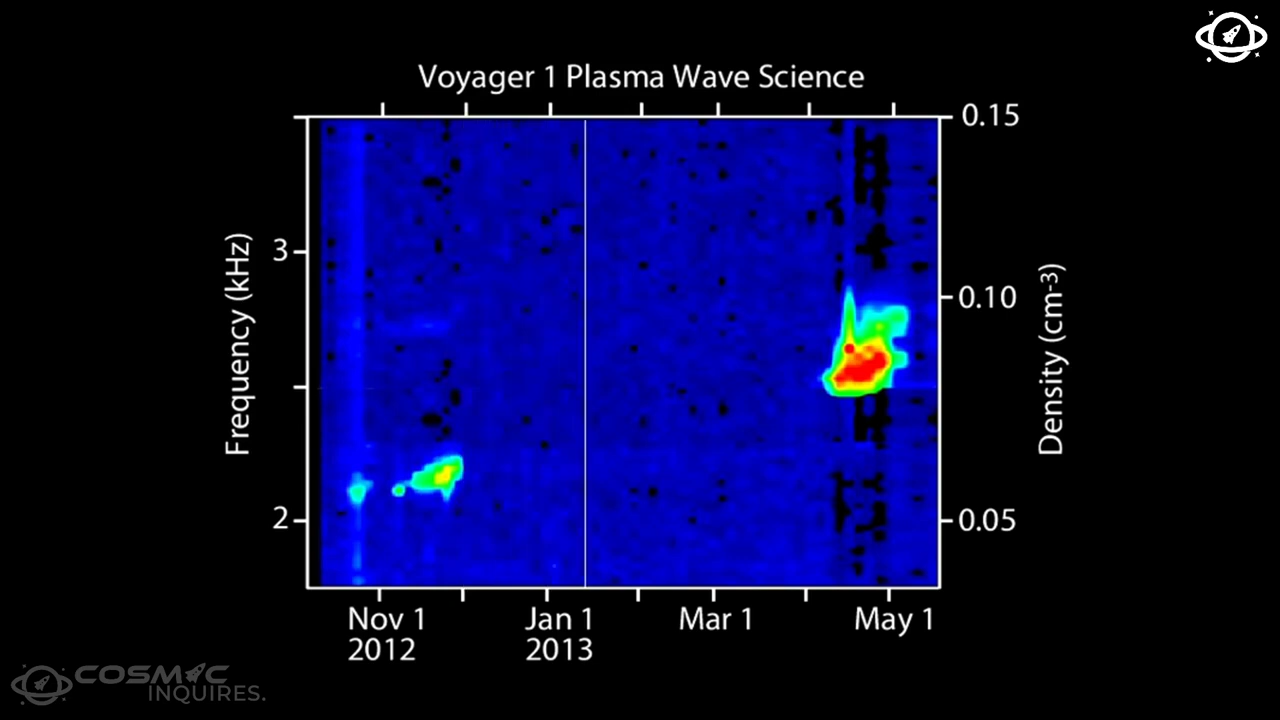 Voyager 1 Plasma Wave Science
0.15
3
0.10
Frequency (kHz)
Density (cm-3)
2
0.05
Nov 1 Jan 1 Mar 1 May 1
2012 2013
COSMIC
INQUIRES.